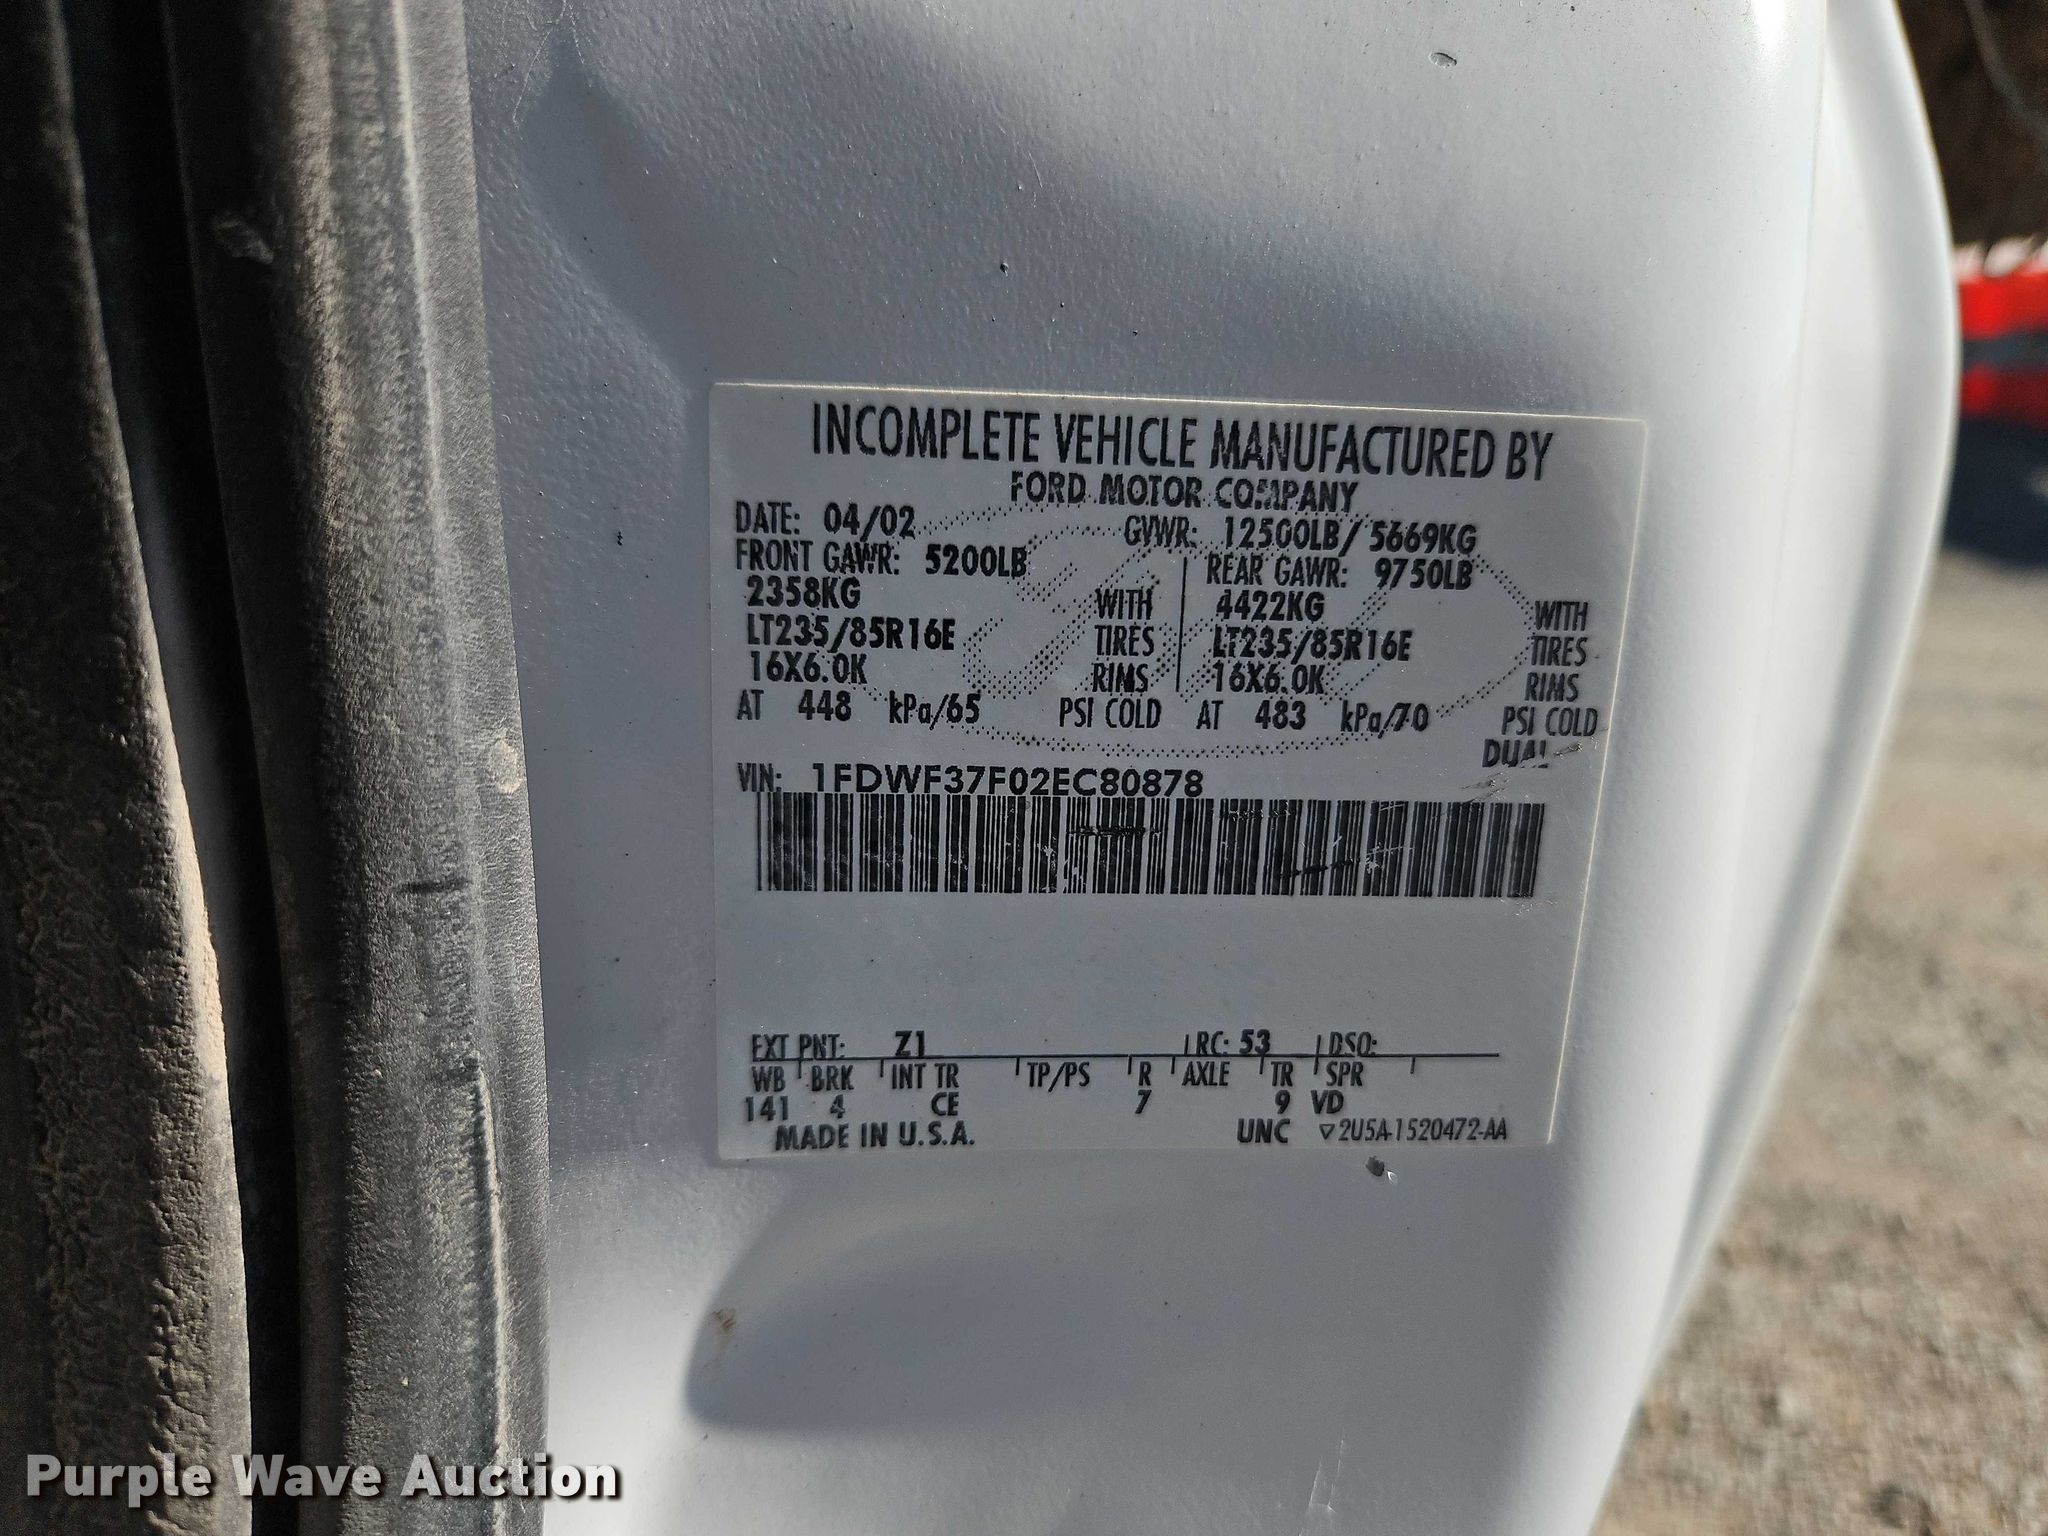 INCOMPLETE VEHICLE MANUFACTURED BY
FORD MOTOR COMPANY
DATE: 04/02 GVWR: 12500LB/ 5669KG
FRONT GAWR: 5200LB REAR GAWR: 9750LB
2358KG WITH 4422KG WITH
LT235/85R16E TIRES LT235/85R16E TIRES
16X6.0K RIMS 16X6.0K RIMS
AT 448 kPa/65 PSI COLD AT 483 kPa/70 PSI COLD
DUAL
VIN: 1FDWF37F02EC80878
EXT PNT: Z1 RC: 53 DSO:
WB BRK INT TR TP/PS R AXLE TR SPR
141 4 CE 7 9 VD
MADE IN U.S.A. UNC ▽2U5A-1520472-AA
Purple Wave Auction